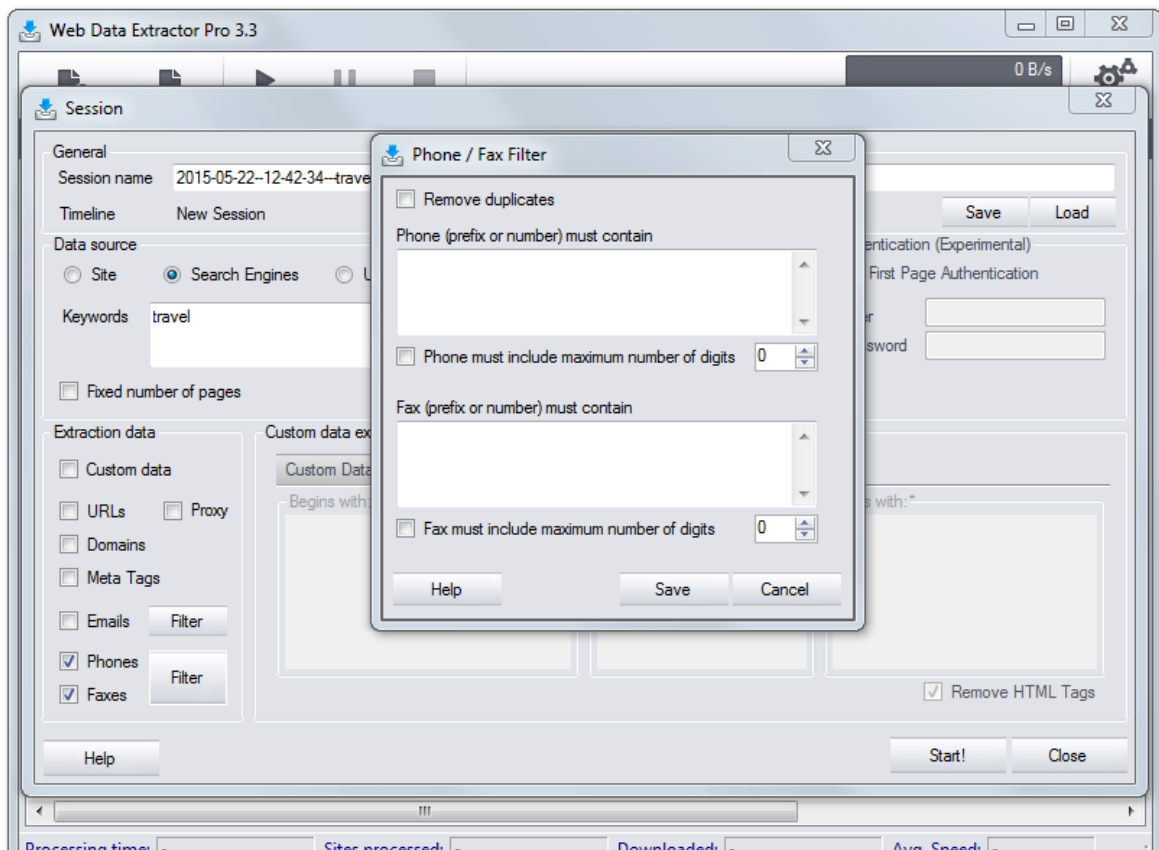 Web Data Extractor Pro 3.3
0 B/s
Session
General
Session name 2015-05-22--12-42-34--trave
Timeline New Session
Save Load
Data source
Site Search Engines U
Keywords travel
Fixed number of pages
entication (Experimental)
First Page Authentication
er
sword
Phone / Fax Filter
Remove duplicates
Phone (prefix or number) must contain
Phone must include maximum number of digits 0
Fax (prefix or number) must contain
Fax must include maximum number of digits 0
Help Save Cancel
Extraction data
Custom data
URLs Proxy
Domains
Meta Tags
Emails Filter
Phones
Filter
Faxes
Custom data ex
Custom Data
Begins with:
s with:*
Remove HTML Tags
Help Start! Close
Processing time: - Sites processed: - Downloaded: - Avg. Speed: -